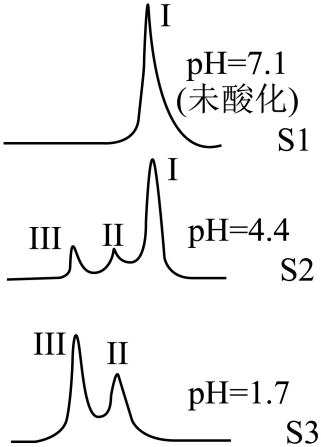 I
pH=7.1
(未酸化)
S1
I
III
II
pH=4.4
S2
III
II
pH=1.7
S3